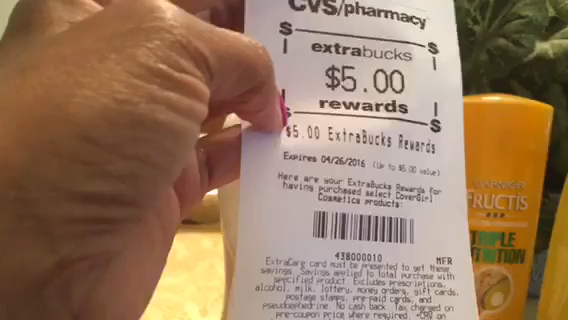 CVS/pharmacy
$ $
extrabucks
$5.00
rewards
$ $
$5.00 ExtraBucks Rewards
Expires 04/26/2016 (Up to $5.00 value)
Here are your ExtraBucks Rewards for
having purchased select CoverGirl
Cosmetics products:
438000010 MFR
ExtraCare card must be presented to get these
savings. Savings applied to total purchase with
specified product. Excludes prescriptions,
alcohol, milk, lottery, money orders, gift cards,
postage stamps, pre-paid cards, and
pseudoephedrine. No cash back. Tax charged on
pre-coupon price where required. +CRV on
GARNIER
FRUCTIS
TRIPLE
NUTRITION